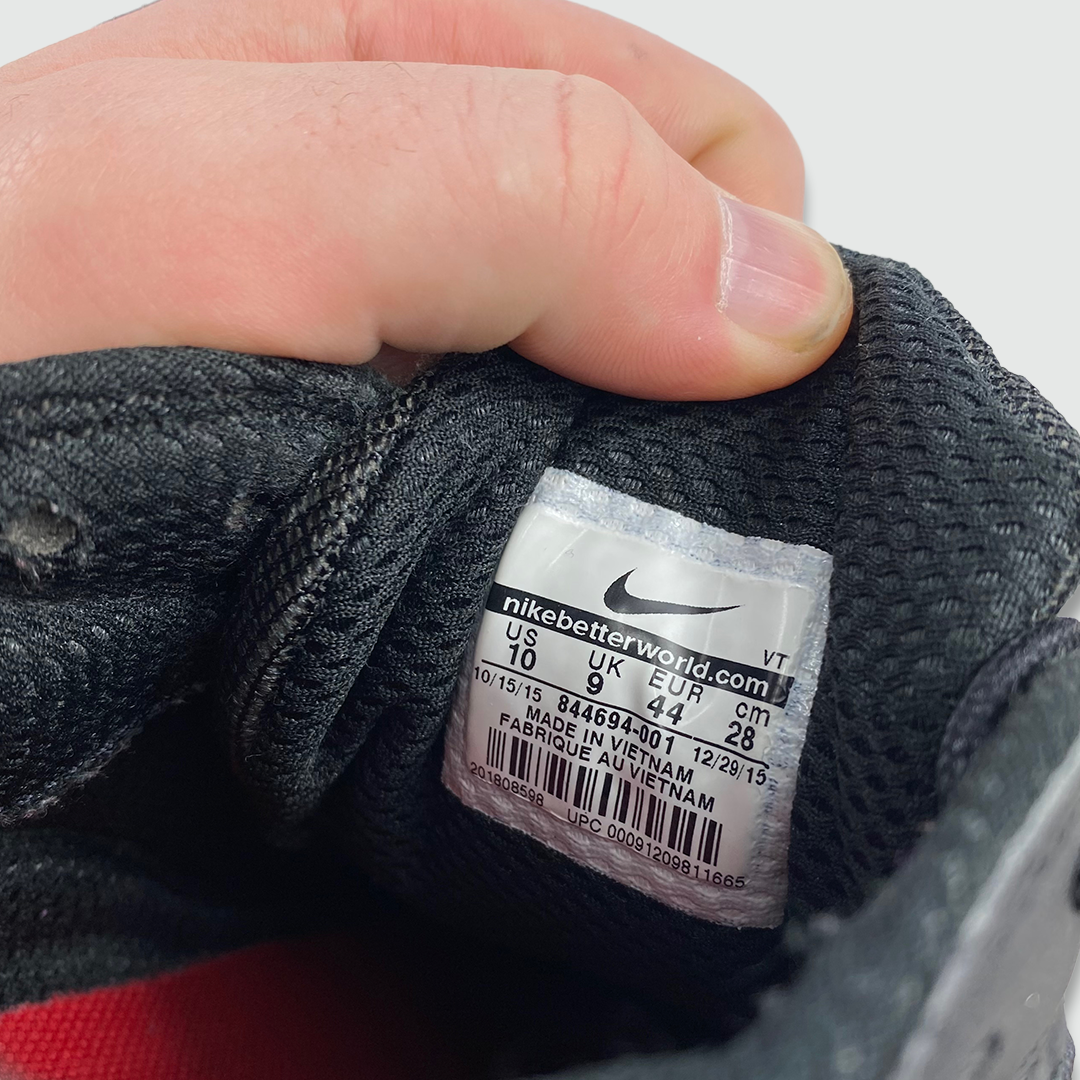 nikebetterworld.com
VT
US UK EUR cm
10 9 44 28
10/15/15 844694-001 12/29/15
MADE IN VIETNAM
FABRIQUE AU VIETNAM
201808598
UPC 00091209811665